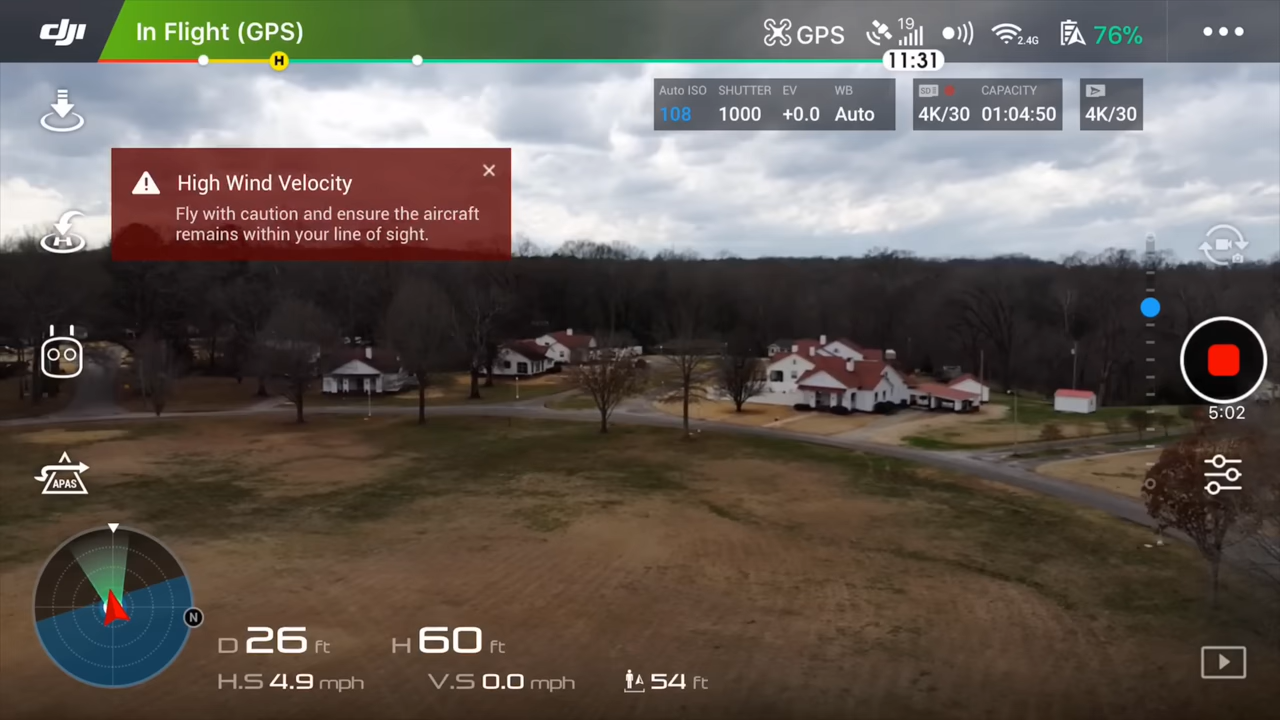 dji
In Flight (GPS)
GPS
19
2.4G
76%
H
11:31
Auto ISO SHUTTER EV WB
108 1000 +0.0 Auto
CAPACITY
4K/30 01:04:50
4K/30
High Wind Velocity
Fly with caution and ensure the aircraft
remains within your line of sight.
H
5:02
APAS
N
D 26 ft H 60 ft
H.S 4.9 mph V.S 0.0 mph 54 ft